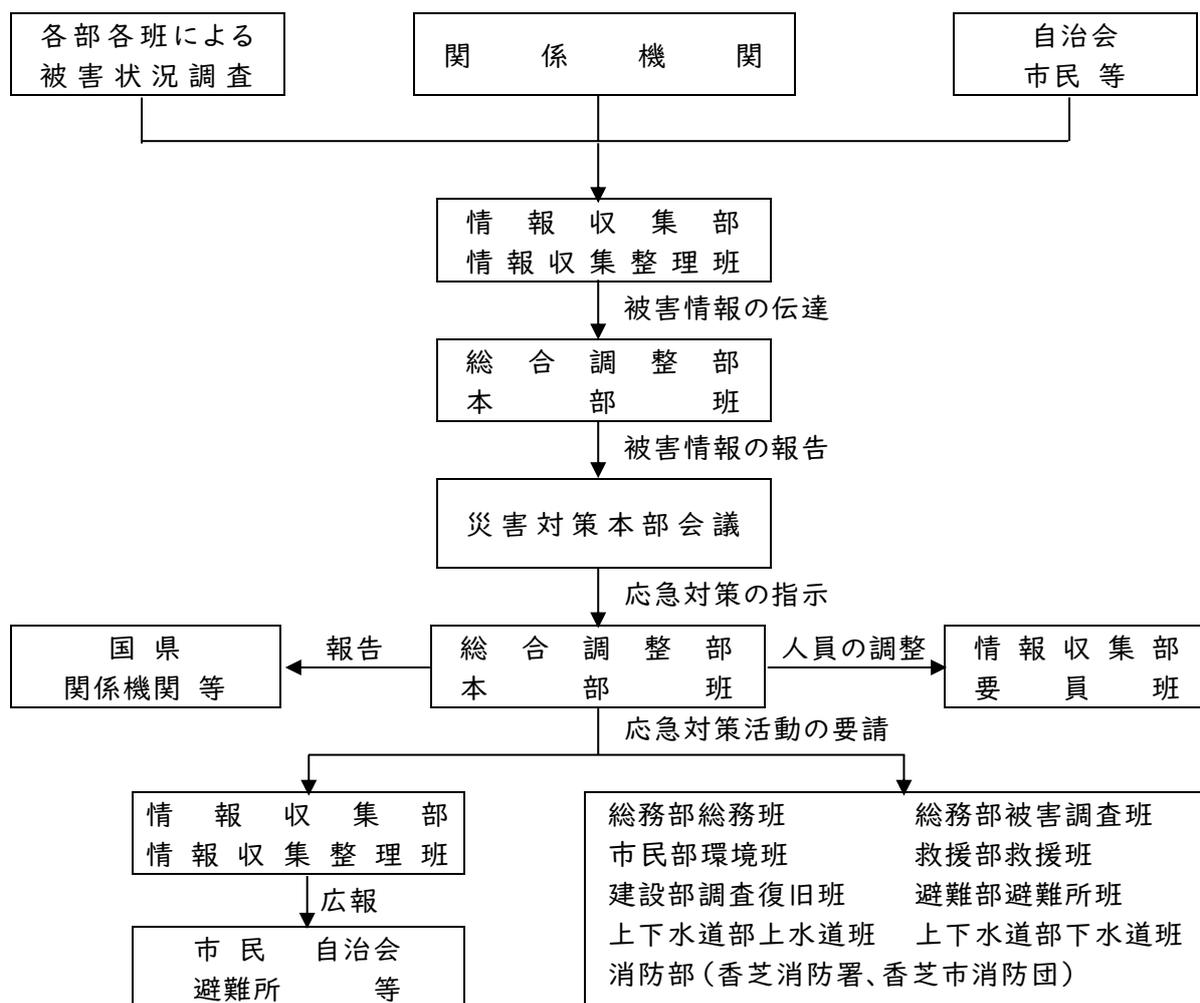 各部各班による
被害状況調査
関係機関
自治会
市民 等
情報収集部
情報収集整理班
被害情報の伝達
総合調整部
本部班
被害情報の報告
災害対策本部会議
応急対策の指示
国 県
関係機関 等
報告
総合調整部
本部班
人員の調整
情報収集部
要員班
応急対策活動の要請
情報収集部
情報収集整理班
広報
市民 自治会
避難所 等
総務部総務班 総務部被害調査班
市民部環境班 救援部救援班
建設部調査復旧班 避難部避難所班
上下水道部上水道班 上下水道部下水道班
消防部(香芝消防署、香芝市消防団)